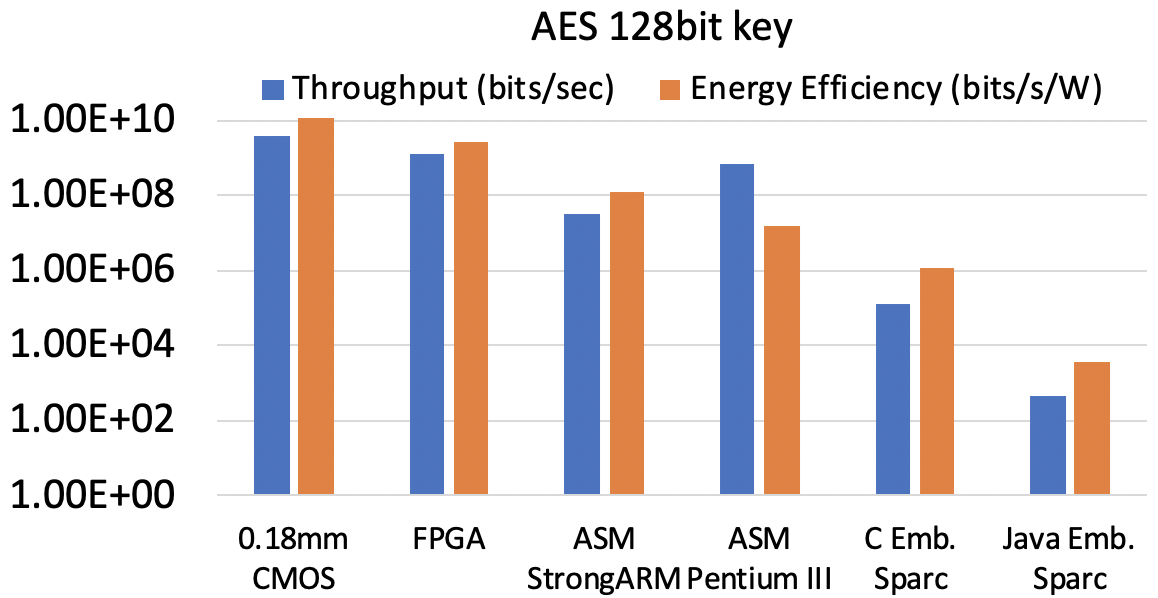 AES 128bit key
Throughput (bits/sec) Energy Efficiency (bits/s/W)
1.00E+10
1.00E+08
1.00E+06
1.00E+04
1.00E+02
1.00E+00
0.18mm CMOS
FPGA
ASM StrongARM
ASM Pentium III
C Emb. Sparc
Java Emb. Sparc